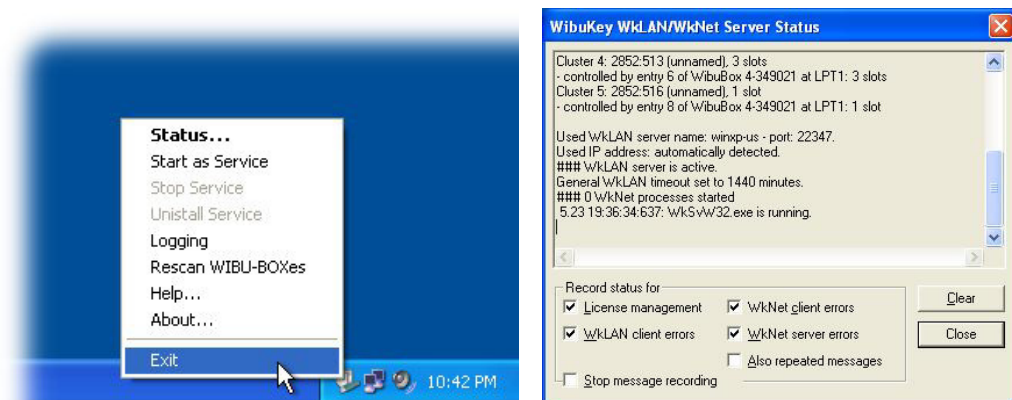 Status...
Start as Service
Stop Service
Unistall Service
Logging
Rescan WIBU-BOXes
Help...
About...
Exit
10:42 PM
WibuKey WkLAN/WkNet Server Status
Cluster 4: 2852:513 (unnamed), 3 slots
- controlled by entry 6 of WibuBox 4-349021 at LPT1: 3 slots
Cluster 5: 2852:516 (unnamed), 1 slot
- controlled by entry 8 of WibuBox 4-349021 at LPT1: 1 slot
Used WkLAN server name: winxp-us - port: 22347.
Used IP address: automatically detected.
### WkLAN server is active.
General WkLAN timeout set to 1440 minutes.
### 0 WkNet processes started
5.23 19:36:34:637: WkSvW32.exe is running.
Record status for
License management
WkNet client errors
Clear
WkLAN client errors
WkNet server errors
Close
Also repeated messages
Stop message recording